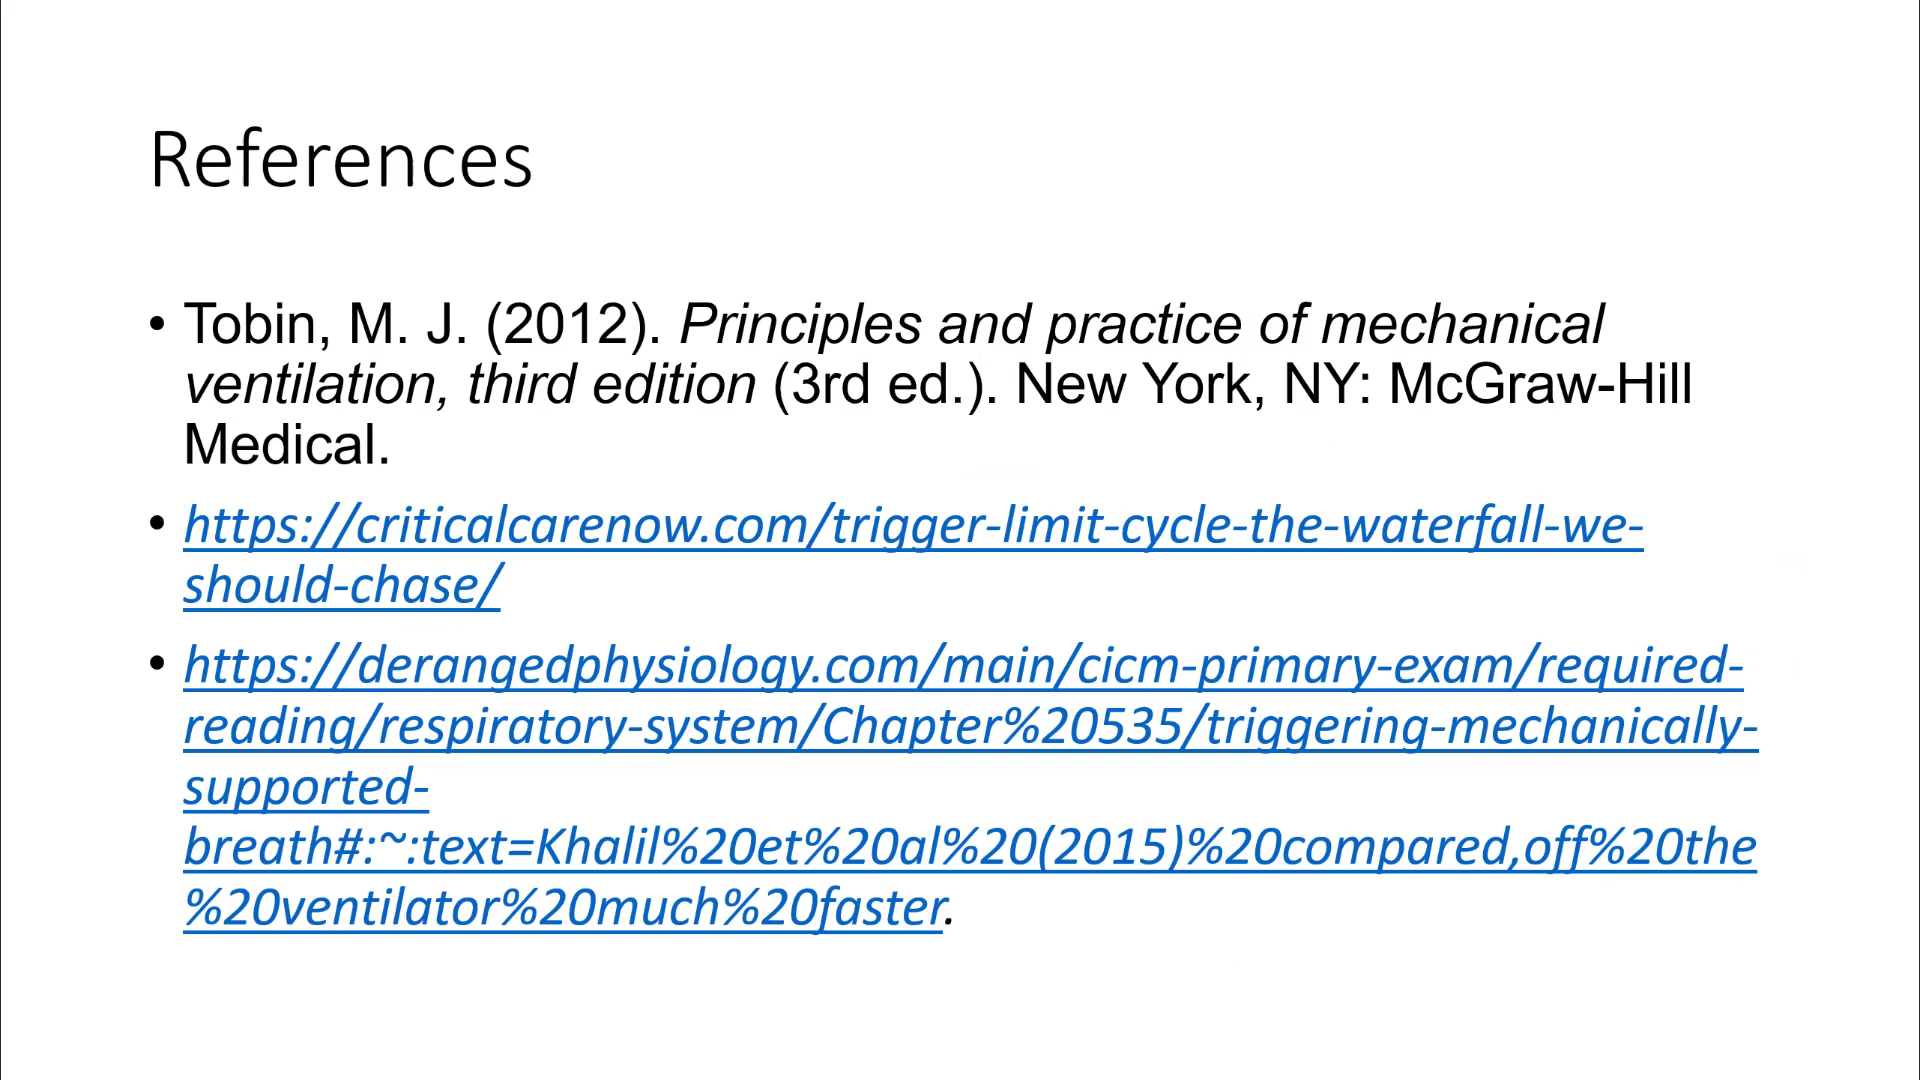 References
• Tobin, M. J. (2012). Principles and practice of mechanical
ventilation, third edition (3rd ed.). New York, NY: McGraw-Hill
Medical.
• https://criticalcarenow.com/trigger-limit-cycle-the-waterfall-we-
should-chase/
• https://derangedphysiology.com/main/cicm-primary-exam/required-
reading/respiratory-system/Chapter%20535/triggering-mechanically-
supported-
breath#:~:text=Khalil%20et%20al%20(2015)%20compared,off%20the
%20ventilator%20much%20faster.